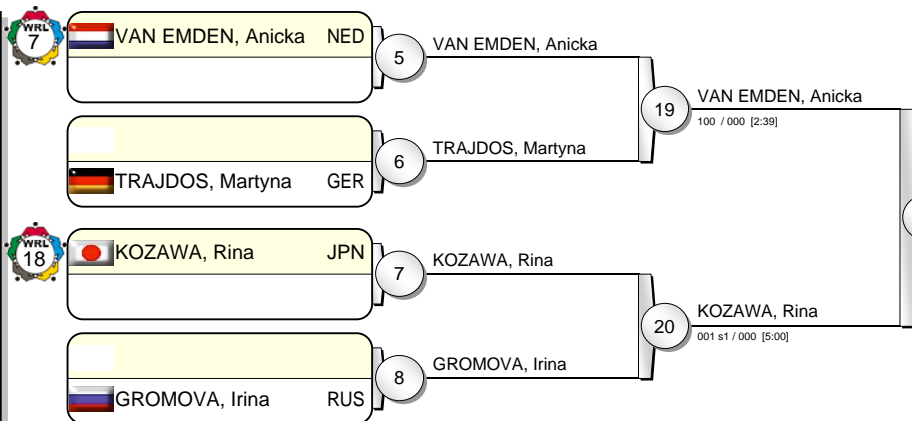 WRL
7
VAN EMDEN, Anicka NED
5
VAN EMDEN, Anicka
19
VAN EMDEN, Anicka
100 / 000 [2:39]
6
TRAJDOS, Martyna
TRAJDOS, Martyna GER
WRL
18
KOZAWA, Rina JPN
7
KOZAWA, Rina
20
KOZAWA, Rina
001 s1 / 000 [5:00]
8
GROMOVA, Irina
GROMOVA, Irina RUS